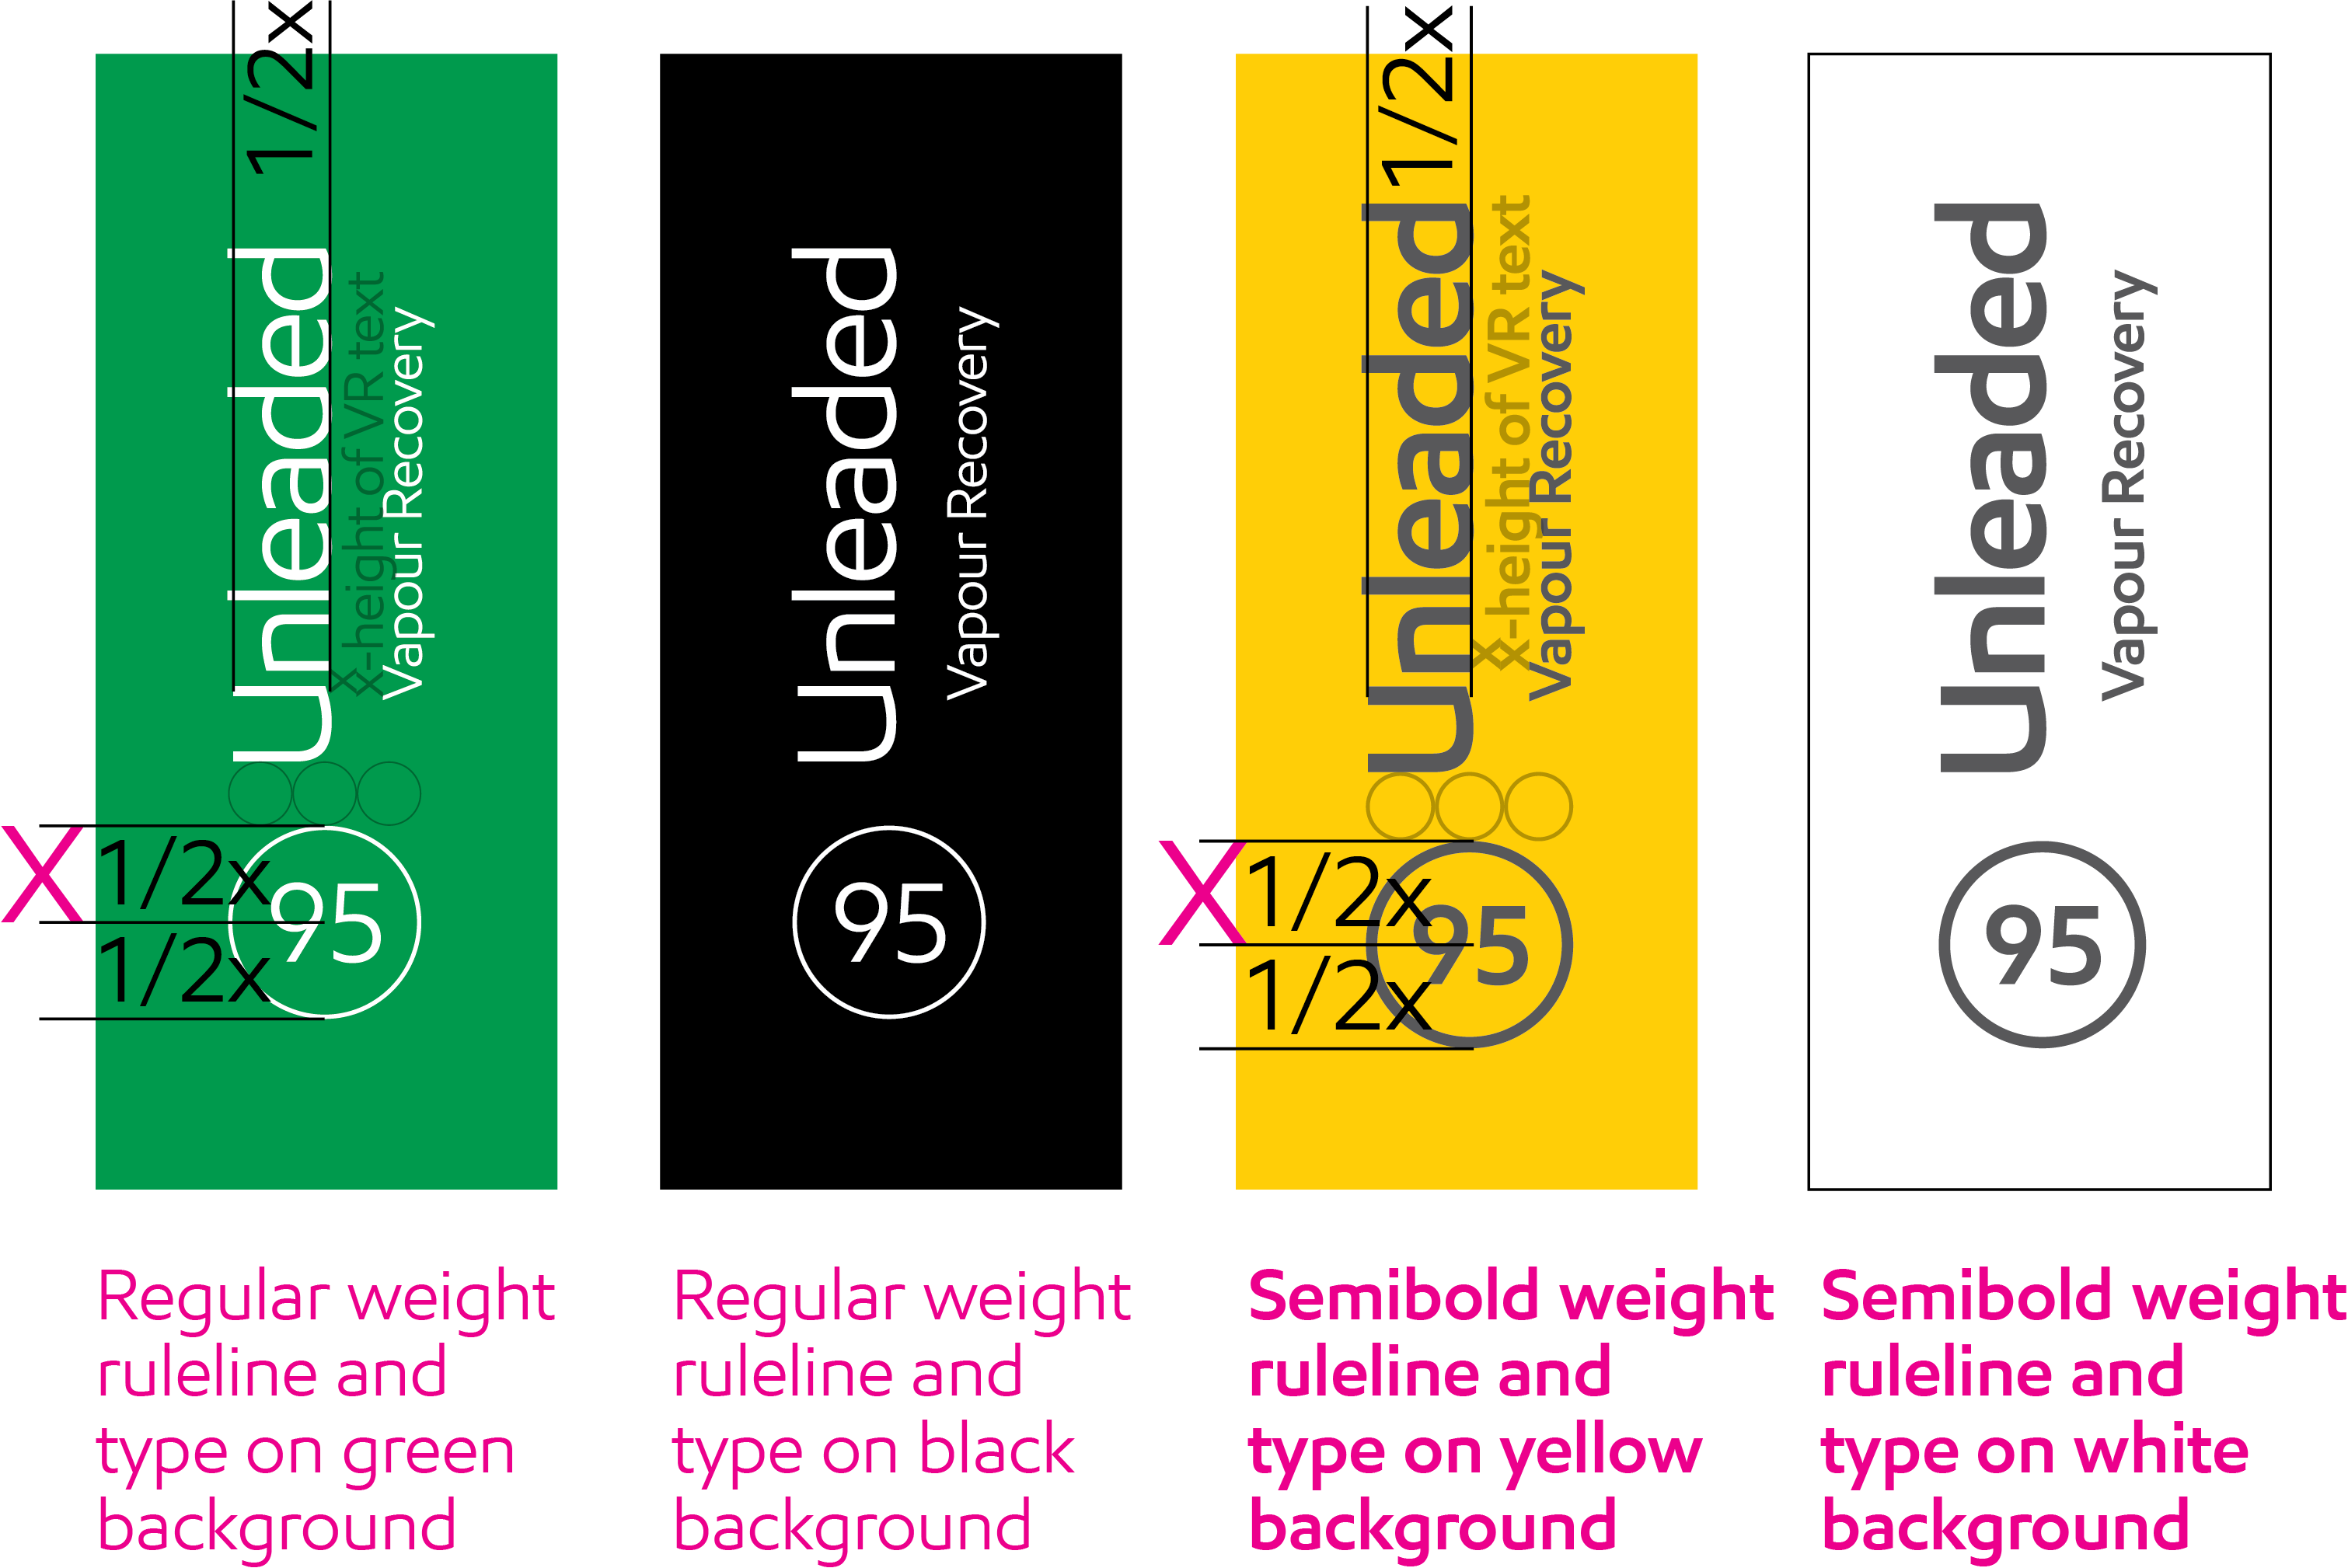 1/2x
Unleaded
X-height of VR text
X
Vapour Recovery
X
1/2x
1/2x
95
Unleaded
Vapour Recovery
95
1/2x
Unleaded
X-height of VR text
X
Vapour Recovery
X
1/2x
1/2x
95
Unleaded
Vapour Recovery
95
Regular weight
ruleline and
type on green
background
Regular weight
ruleline and
type on black
background
Semibold weight
ruleline and
type on yellow
background
Semibold weight
ruleline and
type on white
background